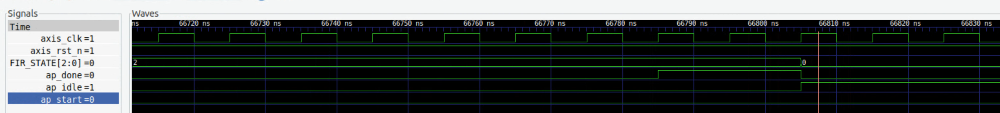 Signals
Waves
Time
ns 66720 ns 66730 ns 66740 ns 66750 ns 66760 ns 66770 ns 66780 ns 66790 ns 66800 ns 66810 ns 66820 ns 66830 ns
axis_clk=1
axis_rst_n=1
FIR_STATE[2:0]=0 2 0
ap_done=0
ap_idle=1
ap_start=0